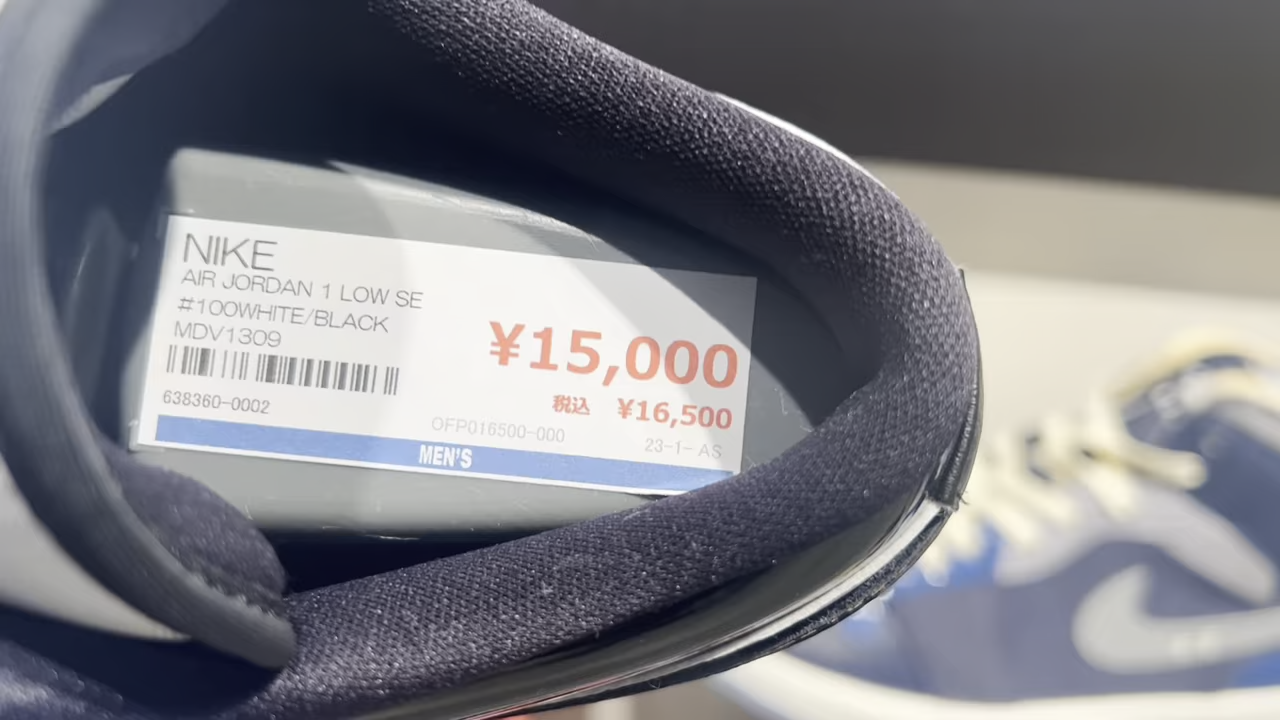 NIKE
AIR JORDAN 1 LOW SE
#100WHITE/BLACK
MDV1309
¥15,000
税込 ¥16,500
638360-0002
OFP016500-000
23-1- AS
MEN'S